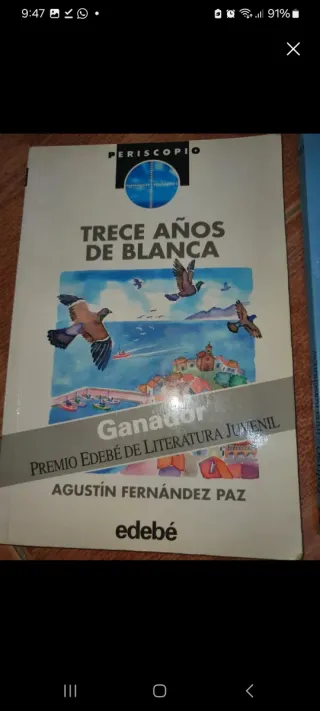 9:47
91%
PERISCOPIO
TRECE AÑOS
DE BLANCA
Ganador
PREMIO EDEBÉ DE LITERATURA JUVENIL
AGUSTÍN FERNÁNDEZ PAZ
edebé